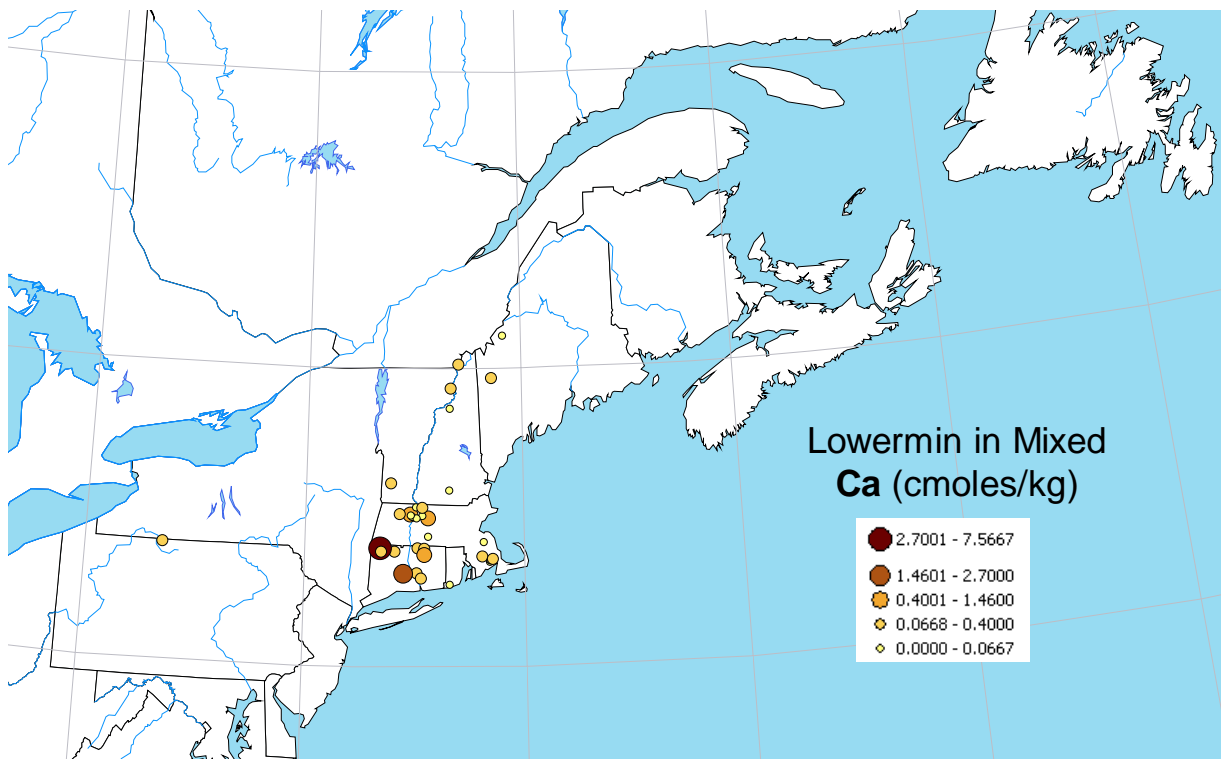 Lowermin in Mixed
Ca (cmoles/kg)
2.7001 - 7.5667
1.4601 - 2.7000
0.4001 - 1.4600
0.0668 - 0.4000
0.0000 - 0.0667